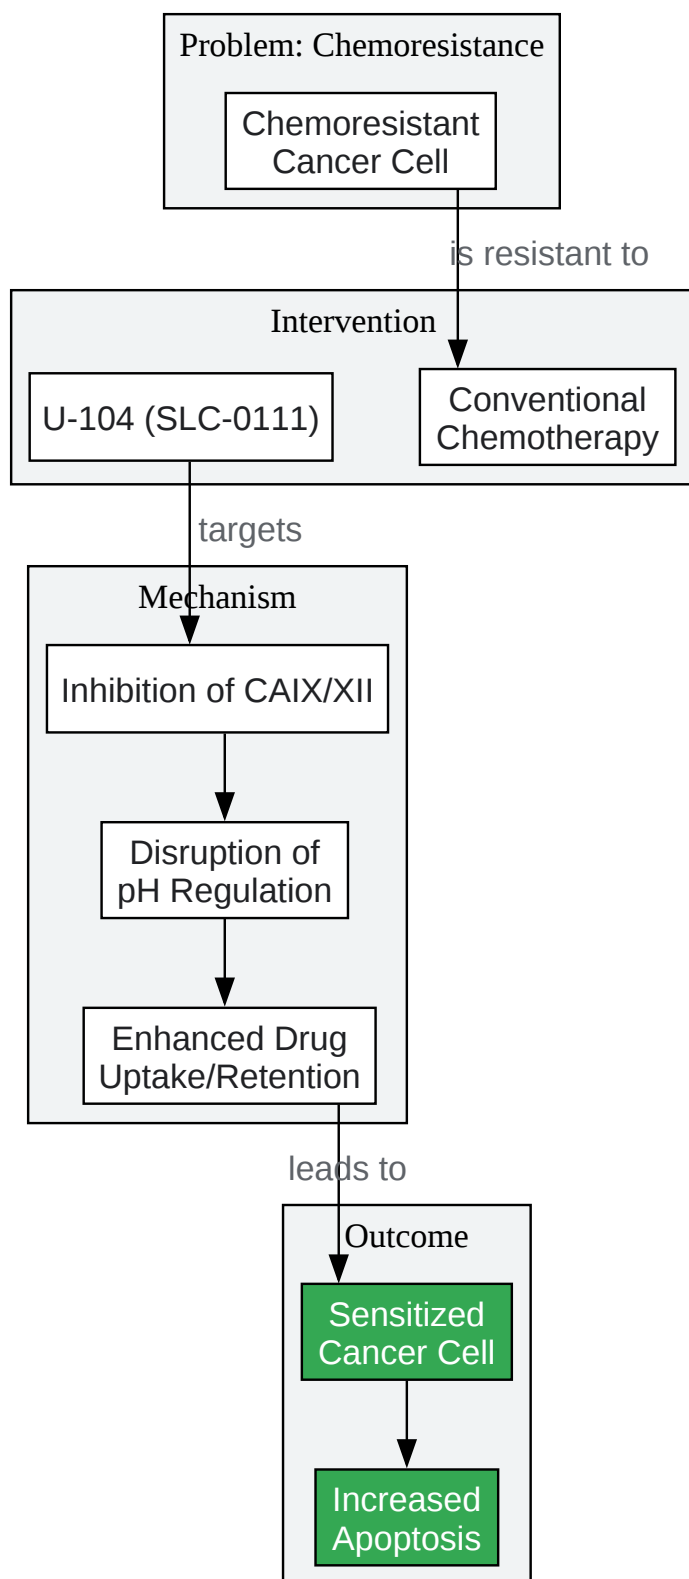 Problem: Chemoresistance
Chemoresistant
Cancer Cell
is resistant to
Intervention
U-104 (SLC-0111)
Conventional
Chemotherapy
targets
Mechanism
Inhibition of CAIX/XII
Disruption of
pH Regulation
Enhanced Drug
Uptake/Retention
leads to
Outcome
Sensitized
Cancer Cell
Increased
Apoptosis